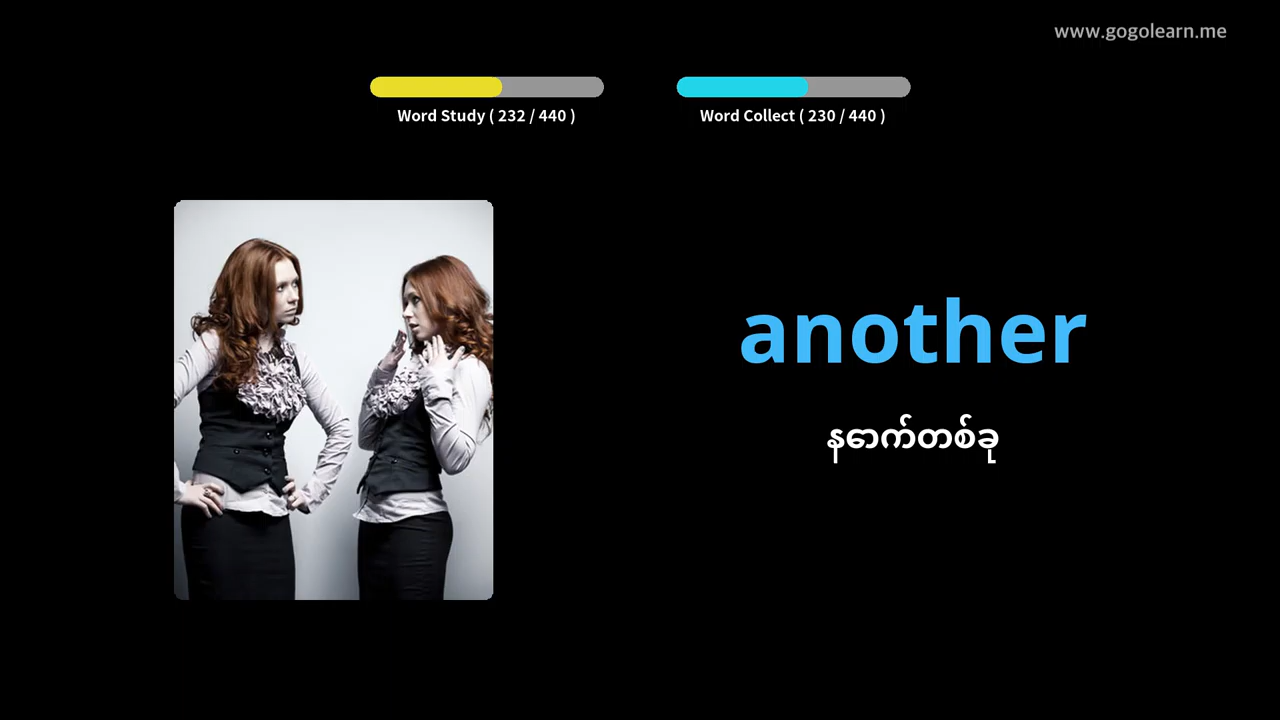 www.gogolearn.me
Word Study ( 232 / 440 )
Word Collect ( 230 / 440 )
another
နောက်တစ်ခု